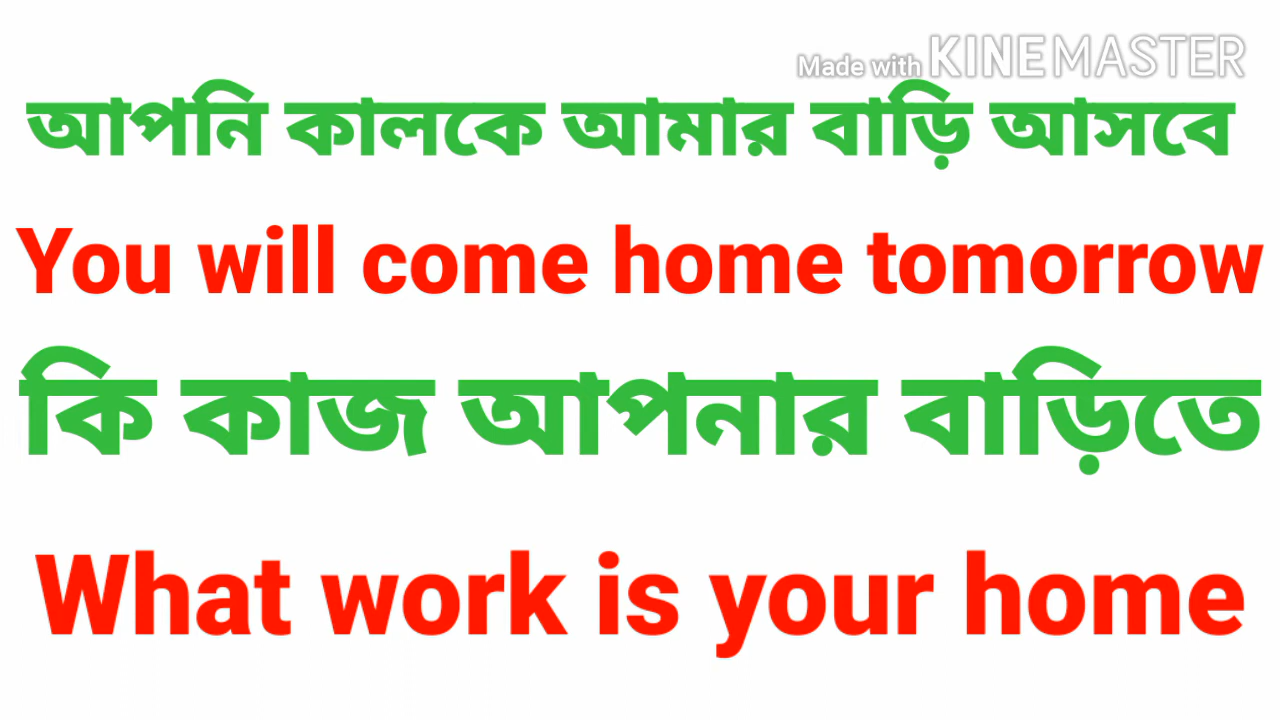 Made with KINEMASTER
আপনি কালকে আমার বাড়ি আসবে
You will come home tomorrow
কি কাজ আপনার বাড়িতে
What work is your home